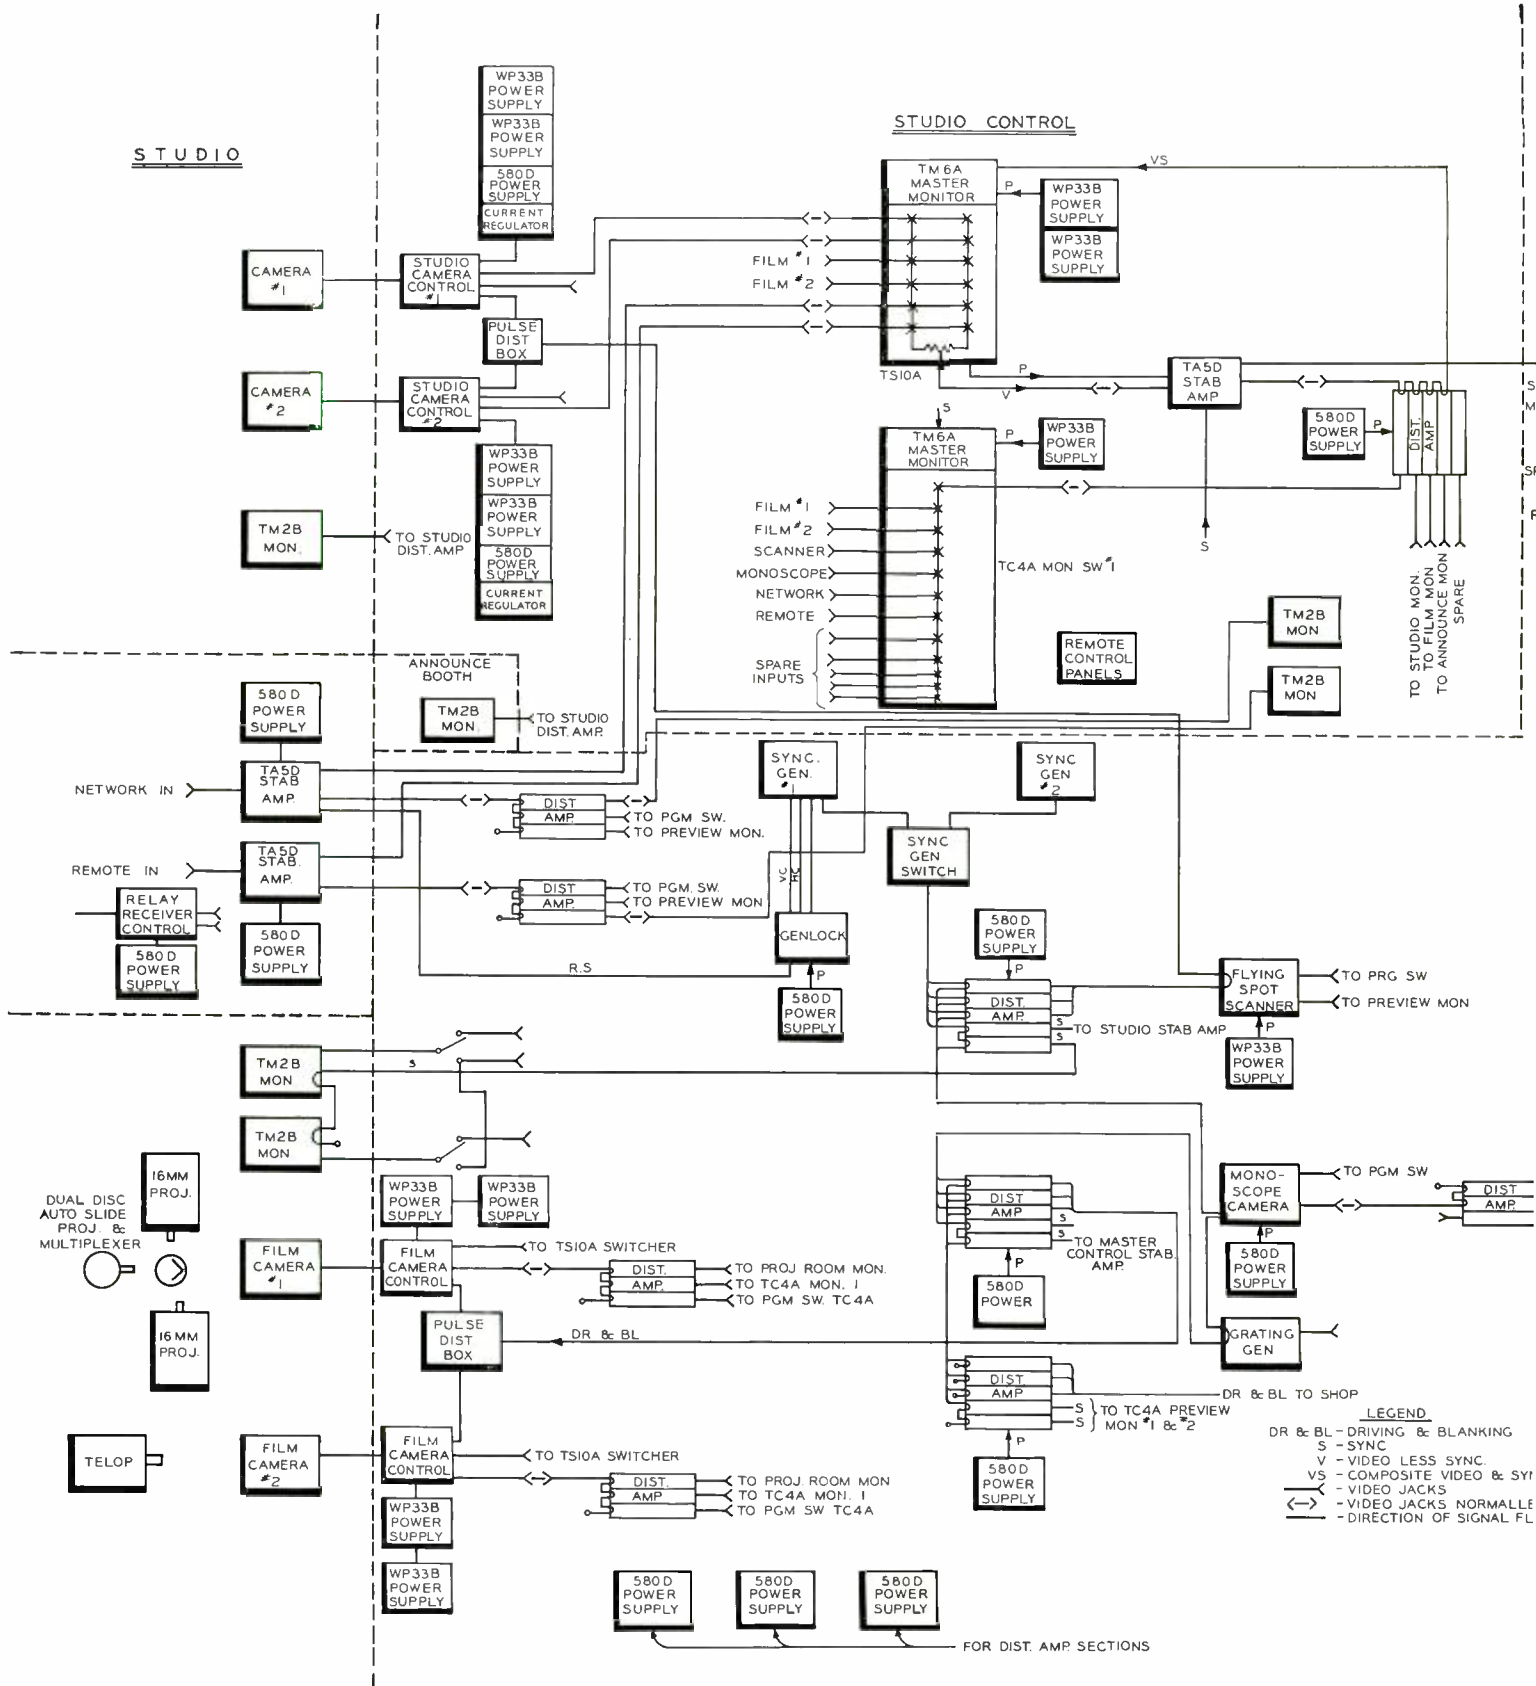 STUDIO
STUDIO CONTROL
WP33B
POWER
SUPPLY
WP33B
POWER
SUPPLY
580D
POWER
SUPPLY
CURRENT
REGULATOR
CAMERA
#1
STUDIO
CAMERA
CONTROL
#1
PULSE
DIST
BOX
CAMERA
#2
STUDIO
CAMERA
CONTROL
#2
WP33B
POWER
SUPPLY
WP33B
POWER
SUPPLY
580D
POWER
SUPPLY
CURRENT
REGULATOR
TM2B
MON.
TO STUDIO
DIST. AMP
TM6A
MASTER
MONITOR
VS
P
WP33B
POWER
SUPPLY
WP33B
POWER
SUPPLY
FILM #1
FILM #2
TS10A
P
V
TA5D
STAB
AMP
S
580D
POWER
SUPPLY
P
DIST.
AMP
TO STUDIO MON.
TO FILM MON
TO ANNOUNCE MON
SPARE
S
TM6A
MASTER
MONITOR
P
WP33B
POWER
SUPPLY
FILM #1
FILM #2
SCANNER
MONOSCOPE
NETWORK
REMOTE
SPARE
INPUTS
TC4A MON SW #1
REMOTE
CONTROL
PANELS
TM2B
MON
TM2B
MON
S
M
SP
ANNOUNCE
BOOTH
TM2B
MON.
TO STUDIO
DIST. AMP.
580D
POWER
SUPPLY
NETWORK IN
TA5D
STAB
AMP.
DIST
AMP.
TO PGM SW.
TO PREVIEW MON.
REMOTE IN
TA5D
STAB.
AMP.
DIST
AMP.
TO PGM. SW.
TO PREVIEW MON
RELAY
RECEIVER
CONTROL
580D
POWER
SUPPLY
580D
POWER
SUPPLY
R.S
SYNC.
GEN.
#1
SYNC
GEN
#2
SYNC
GEN
SWITCH
VC
HC
GENLOCK
P
580D
POWER
SUPPLY
580D
POWER
SUPPLY
P
DIST.
AMP.
S
TO STUDIO STAB AMP
S
FLYING
SPOT
SCANNER
TO PRG SW
TO PREVIEW MON
P
WP33B
POWER
SUPPLY
TM2B
MON
S
TM2B
MON
16MM
PROJ.
DUAL DISC
AUTO SLIDE
PROJ. &
MULTIPLEXER
16MM
PROJ.
TELOP
WP33B
POWER
SUPPLY
WP33B
POWER
SUPPLY
FILM
CAMERA
#1
FILM
CAMERA
CONTROL
TO TS10A SWITCHER
DIST.
AMP.
TO PROJ ROOM MON.
TO TC4A MON. 1
TO PGM SW. TC4A
PULSE
DIST
BOX
DR & BL
DIST
AMP
S
S
TO MASTER
CONTROL STAB.
AMP.
P
580D
POWER
MONO-
SCOPE
CAMERA
TO PGM SW
DIST
AMP.
P
580D
POWER
SUPPLY
GRATING
GEN
DIST
AMP
DR & BL TO SHOP
S
S
TO TC4A PREVIEW
MON #1 & #2
P
580D
POWER
SUPPLY
FILM
CAMERA
#2
FILM
CAMERA
CONTROL
TO TS10A SWITCHER
DIST.
AMP
TO PROJ. ROOM MON
TO TC4A MON. 1
TO PGM SW TC4A
WP33B
POWER
SUPPLY
WP33B
POWER
SUPPLY
LEGEND
DR & BL - DRIVING & BLANKING
S - SYNC
V - VIDEO LESS SYNC.
VS - COMPOSITE VIDEO & SYN
- VIDEO JACKS
- VIDEO JACKS NORMALLE
- DIRECTION OF SIGNAL FL
580D
POWER
SUPPLY
580D
POWER
SUPPLY
580D
POWER
SUPPLY
FOR DIST. AMP. SECTIONS